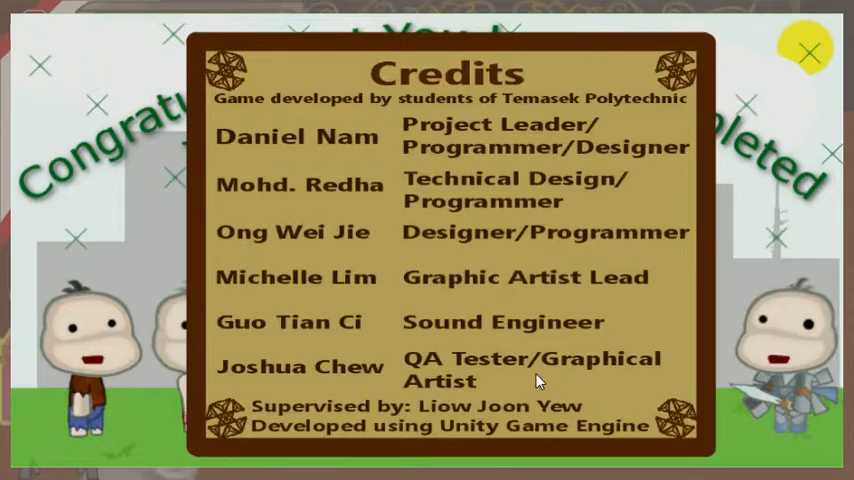 Credits
Game developed by students of Temasek Polytechnic
Daniel Nam
Project Leader/
Programmer/Designer
Mohd. Redha
Technical Design/
Programmer
Ong Wei Jie
Designer/Programmer
Michelle Lim
Graphic Artist Lead
Guo Tian Ci
Sound Engineer
Joshua Chew
QA Tester/Graphical
Artist
Supervised by: Liow Joon Yew
Developed using Unity Game Engine